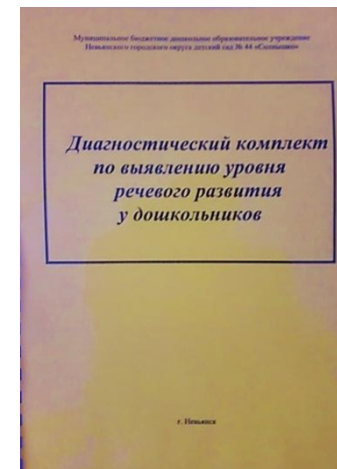 Муниципальное бюджетное дошкольное образовательное учреждение
Невьянского городского округа детский сад № 44 «Солнышко»
Диагностический комплект
по выявлению уровня
речевого развития
у дошкольников
г. Невьянск